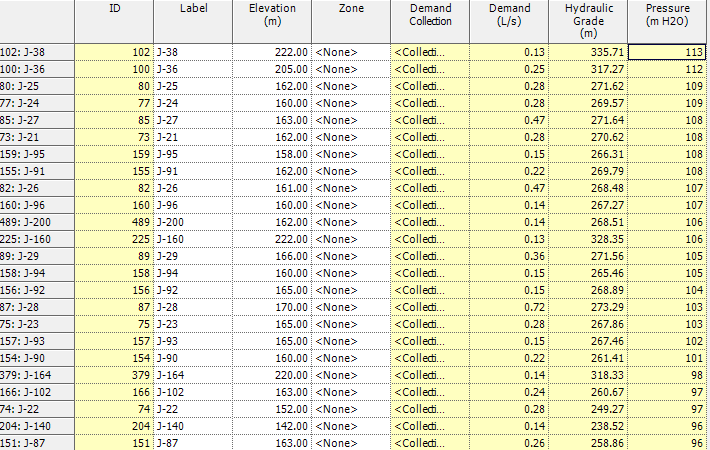 ID Label Elevation (m) Zone Demand Collection Demand (L/s) Hydraulic Grade (m) Pressure (m H2O)
102: J-38 102 J-38 222.00 <None> <Collecti... 0.13 335.71 113
100: J-36 100 J-36 205.00 <None> <Collecti... 0.25 317.27 112
80: J-25 80 J-25 162.00 <None> <Collecti... 0.28 271.62 109
77: J-24 77 J-24 160.00 <None> <Collecti... 0.28 269.57 109
85: J-27 85 J-27 163.00 <None> <Collecti... 0.47 271.64 108
73: J-21 73 J-21 162.00 <None> <Collecti... 0.28 270.62 108
159: J-95 159 J-95 158.00 <None> <Collecti... 0.15 266.31 108
155: J-91 155 J-91 162.00 <None> <Collecti... 0.22 269.79 108
82: J-26 82 J-26 161.00 <None> <Collecti... 0.47 268.48 107
160: J-96 160 J-96 160.00 <None> <Collecti... 0.14 267.27 107
489: J-200 489 J-200 162.00 <None> <Collecti... 0.14 268.51 106
225: J-160 225 J-160 222.00 <None> <Collecti... 0.13 328.35 106
89: J-29 89 J-29 166.00 <None> <Collecti... 0.36 271.56 105
158: J-94 158 J-94 160.00 <None> <Collecti... 0.15 265.46 105
156: J-92 156 J-92 165.00 <None> <Collecti... 0.15 268.89 104
87: J-28 87 J-28 170.00 <None> <Collecti... 0.72 273.29 103
75: J-23 75 J-23 165.00 <None> <Collecti... 0.28 267.86 103
157: J-93 157 J-93 165.00 <None> <Collecti... 0.15 267.46 102
154: J-90 154 J-90 160.00 <None> <Collecti... 0.22 261.41 101
379: J-164 379 J-164 220.00 <None> <Collecti... 0.14 318.33 98
166: J-102 166 J-102 163.00 <None> <Collecti... 0.24 260.67 97
74: J-22 74 J-22 152.00 <None> <Collecti... 0.28 249.27 97
204: J-140 204 J-140 142.00 <None> <Collecti... 0.14 238.52 96
151: J-87 151 J-87 163.00 <None> <Collecti... 0.26 258.86 96